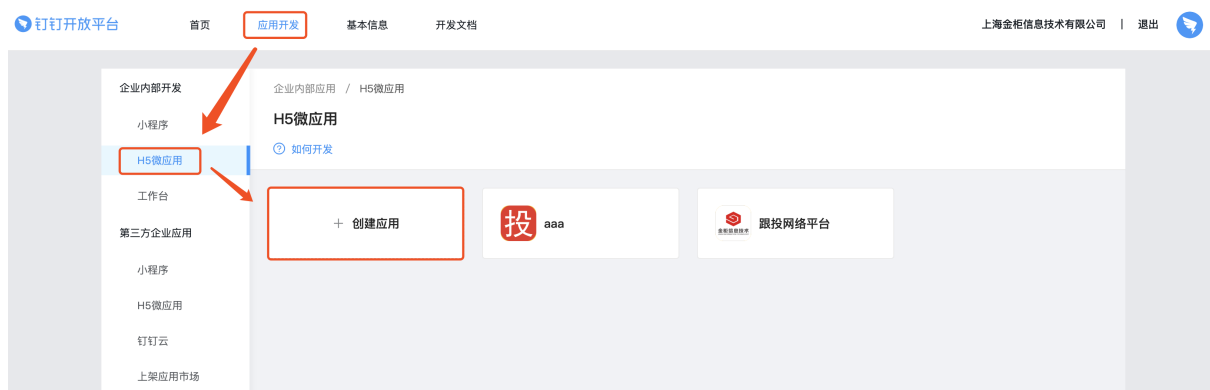 钉钉开放平台 首页 应用开发 基本信息 开发文档 上海金柜信息技术有限公司 | 退出
企业内部开发
小程序
H5微应用
工作台
第三方企业应用
小程序
H5微应用
钉钉云
上架应用市场
企业内部应用 / H5微应用
H5微应用
? 如何开发
+ 创建应用
投 aaa
跟投网络平台